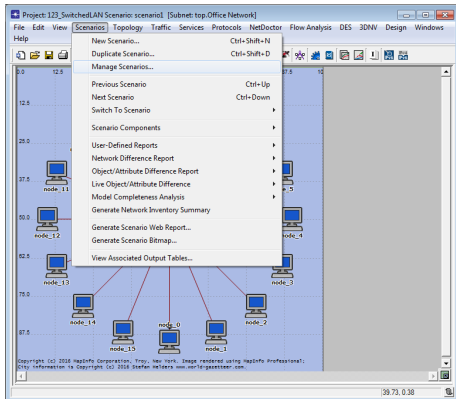 Project: 123_SwitchedLAN Scenario: scenario1 [Subnet: top.Office Network]
File Edit View Scenarios Topology Traffic Services Protocols NetDoctor Flow Analysis DES 3DNV Design Windows
Help
New Scenario... Ctrl+Shift+N
Duplicate Scenario... Ctrl+Shift+D
Manage Scenarios...
Previous Scenario Ctrl+Up
Next Scenario Ctrl+Down
Switch To Scenario
Scenario Components
User-Defined Reports
Network Difference Report
Object/Attribute Difference Report
Live Object/Attribute Difference
Model Completeness Analysis
Generate Network Inventory Summary
Generate Scenario Web Report...
Generate Scenario Bitmap...
View Associated Output Tables...
0.0 12.5 87.5 10
12.5
25.0
37.5
node_11
50.0
node_12 node_4
62.5
node_13 node_3
75.0
node_14 node_0 node_2
87.5
node_15 node_1
Copyright (c) 2016 MapInfo Corporation, Troy, New York. Image rendered using MapInfo Professional;
City information is Copyright (c) 2016 Stefan Helders www.world-gazetteer.com.
39.73, 0.38